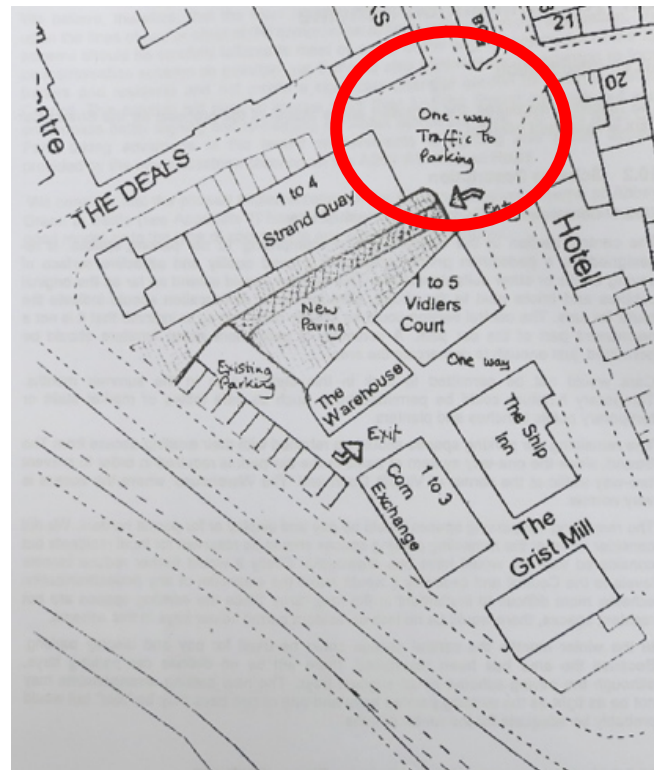 21
20
One-way
Traffic to
Parking
THE DEALS
1 to 4
Strand Quay
Entry
Hotel
1 to 5
Vidlers
Court
New
Paving
Existing
Parking
The
Warehouse
One way
The Ship
Inn
Exit
1 to 3
Corn
Exchange
The
Grist Mill